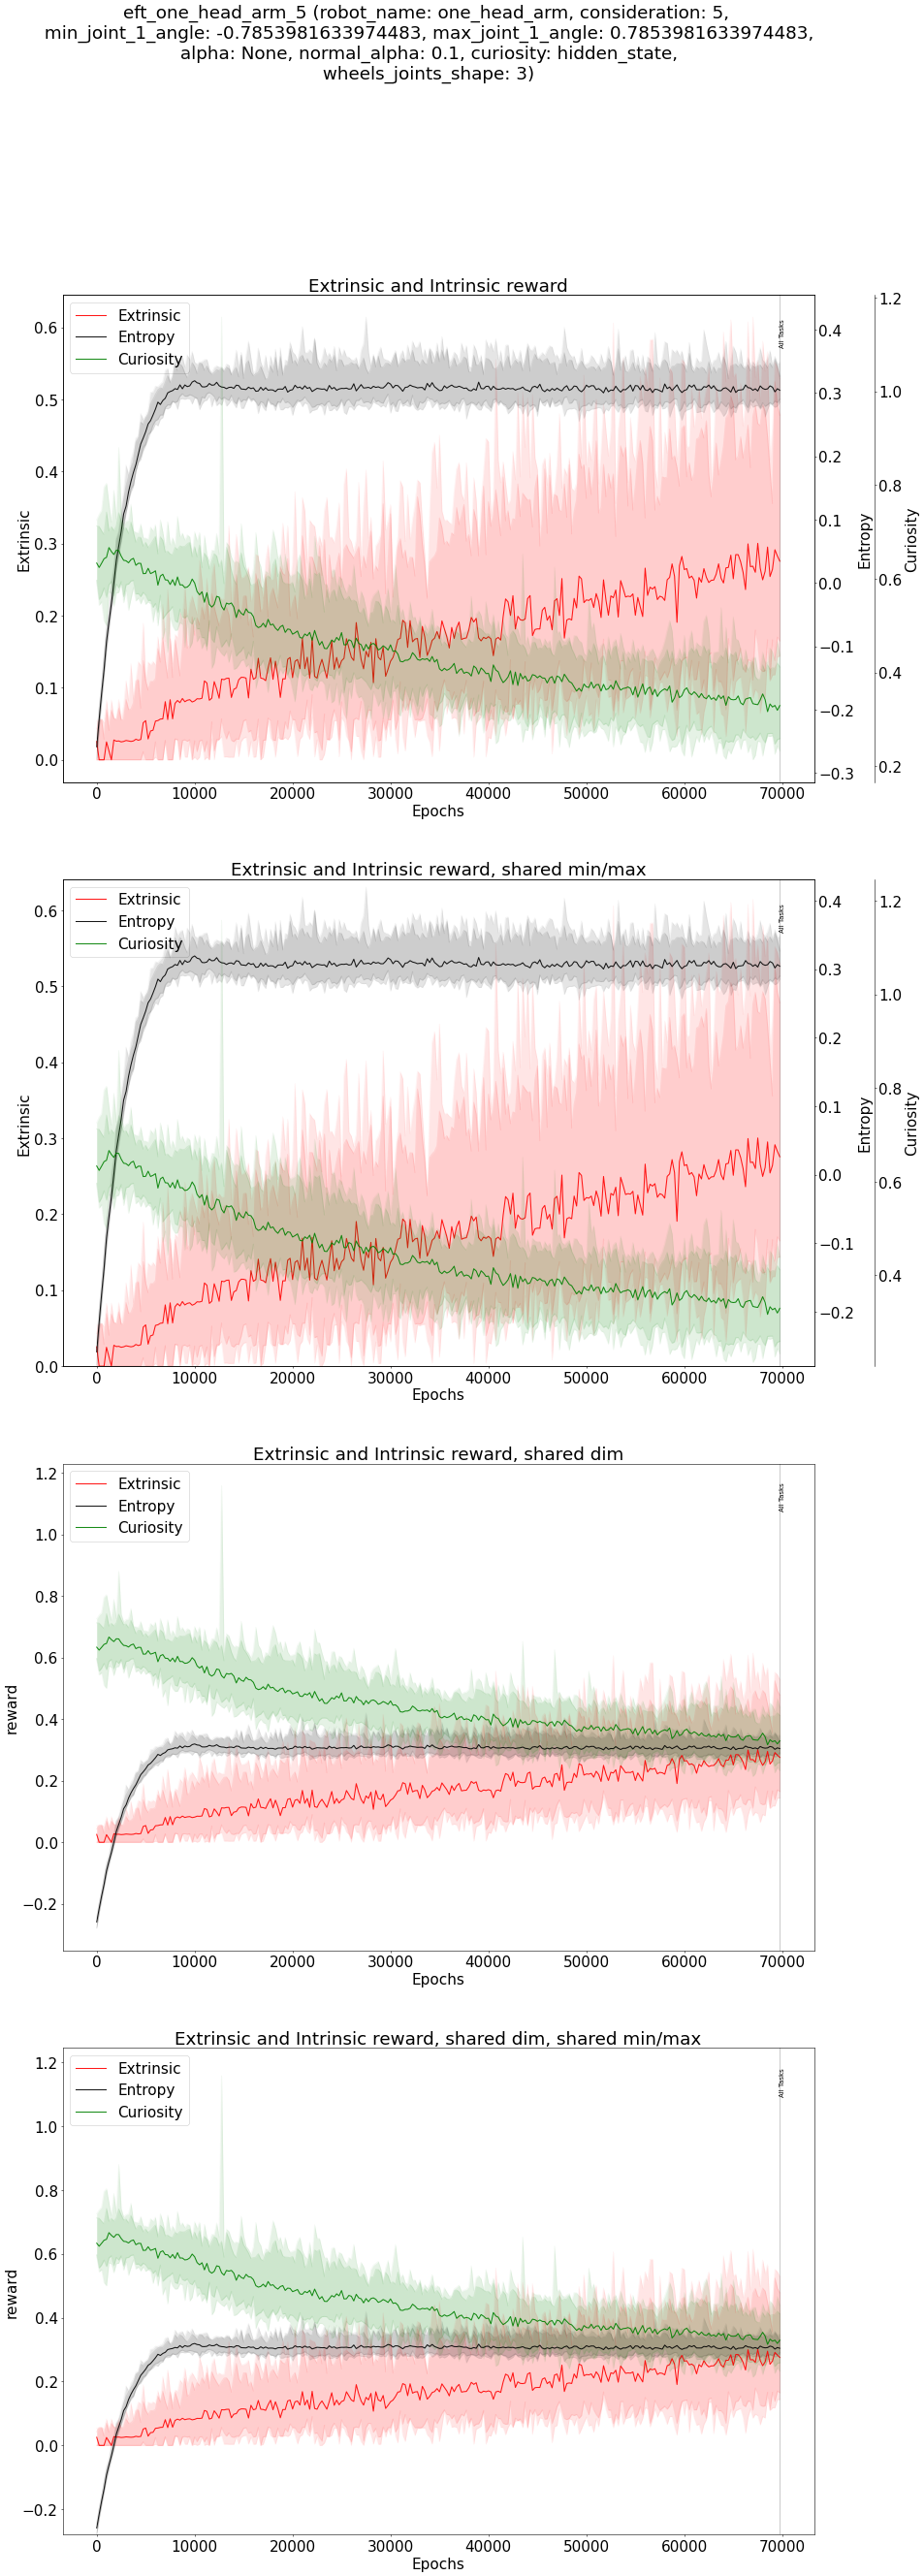 eft_one_head_arm_5 (robot_name: one_head_arm, consideration: 5,
min_joint_1_angle: -0.7853981633974483, max_joint_1_angle: 0.7853981633974483,
alpha: None, normal_alpha: 0.1, curiosity: hidden_state,
wheels_joints_shape: 3)
Extrinsic and Intrinsic reward
Extrinsic
Entropy
Curiosity
All Tasks
0.6
0.5
0.4
0.3
0.2
0.1
0.0
Extrinsic
0.4
0.3
0.2
0.1
0.0
−0.1
−0.2
−0.3
Entropy
1.2
1.0
0.8
0.6
0.4
0.2
Curiosity
0 10000 20000 30000 40000 50000 60000 70000
Epochs
Extrinsic and Intrinsic reward, shared min/max
Extrinsic
Entropy
Curiosity
All Tasks
0.6
0.5
0.4
0.3
0.2
0.1
0.0
Extrinsic
0.4
0.3
0.2
0.1
0.0
−0.1
−0.2
Entropy
1.2
1.0
0.8
0.6
0.4
Curiosity
0 10000 20000 30000 40000 50000 60000 70000
Epochs
Extrinsic and Intrinsic reward, shared dim
Extrinsic
Entropy
Curiosity
All Tasks
1.2
1.0
0.8
0.6
0.4
0.2
0.0
−0.2
reward
0 10000 20000 30000 40000 50000 60000 70000
Epochs
Extrinsic and Intrinsic reward, shared dim, shared min/max
Extrinsic
Entropy
Curiosity
All Tasks
1.2
1.0
0.8
0.6
0.4
0.2
0.0
−0.2
reward
0 10000 20000 30000 40000 50000 60000 70000
Epochs